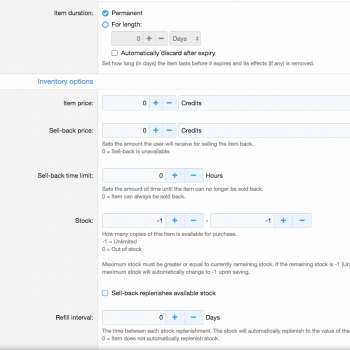 Item duration:
Permanent
For length:
0 + − Days
Automatically discard after expiry
Set how long (in days) the item lasts before it expires and its effects (if any) is removed.
Inventory options
Item price: 0 + − Credits
Sell-back price: 0 + − Credits
Sets the amount the user will receive for selling the item back.
0 = Sell-back is unavailable.
Sell-back time limit: 0 + − Hours
Sets the amount of time until the item can no longer be sold back.
0 = Item can always be sold back.
Stock: -1 + − - -1 + −
How many copies of this item is available for purchase.
-1 = Unlimited
0 = Out of stock
Maximum stock must be greater or equal to currently remaining stock. If the remaining stock is -1 (Un
maximum stock will automatically change to -1 upon saving.
Sell-back replenishes available stock
Refill interval: 0 + − Days
The time between each stock replenishment. The stock will automatically replenish to the value of the
0 = Item does not automatically replenish stock.